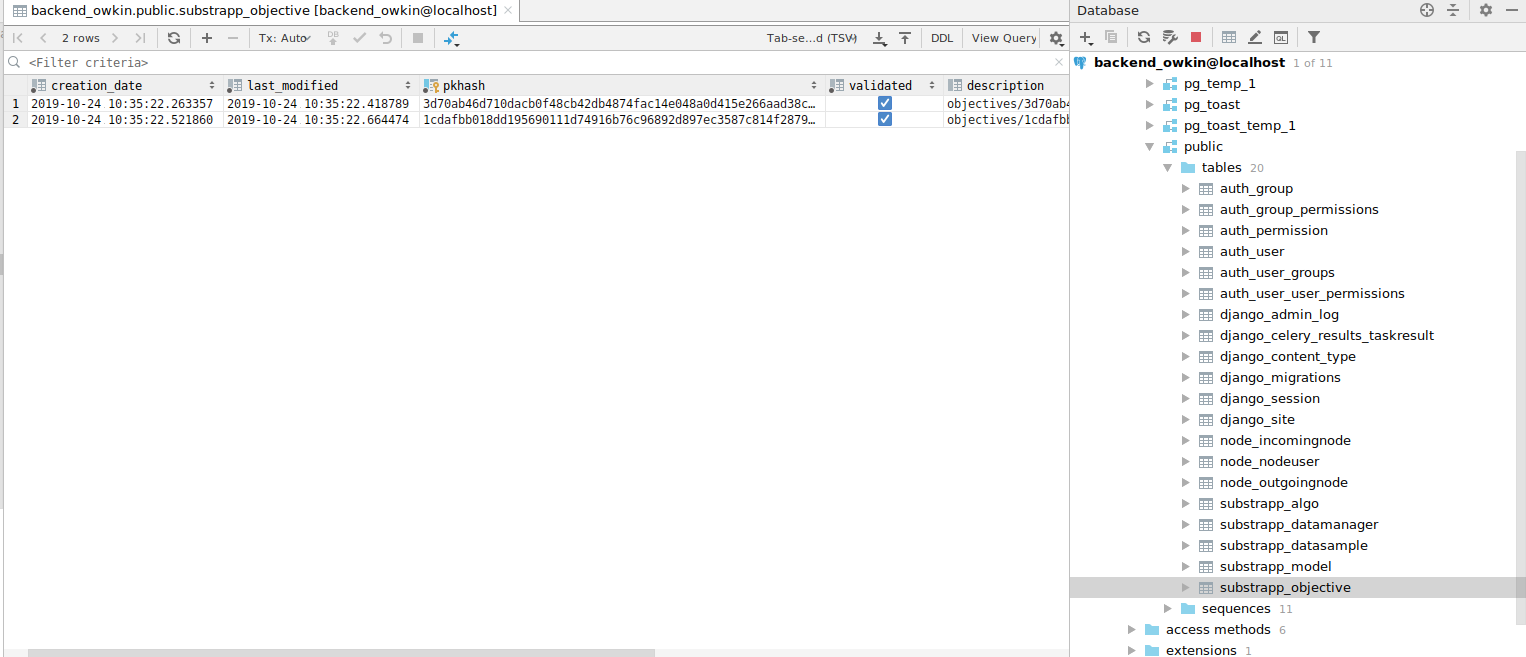 backend_owkin.public.substrapp_objective [backend_owkin@localhost]
2 rows Tx: Auto DB Tab-se...d (TSV) DDL View Query
<Filter criteria>
creation_date last_modified pkhash validated description
1 2019-10-24 10:35:22.263357 2019-10-24 10:35:22.418789 3d70ab46d710dacb0f48cb42db4874fac14e048a0d415e266aad38c… objectives/3d70ab4
2 2019-10-24 10:35:22.521860 2019-10-24 10:35:22.664474 1cdafbb018dd195690111d74916b76c96892d897ec3587c814f2879… objectives/1cdafbb
Database
QL
backend_owkin@localhost 1 of 11
pg_temp_1
pg_toast
pg_toast_temp_1
public
tables 20
auth_group
auth_group_permissions
auth_permission
auth_user
auth_user_groups
auth_user_user_permissions
django_admin_log
django_celery_results_taskresult
django_content_type
django_migrations
django_session
django_site
node_incomingnode
node_nodeuser
node_outgoingnode
substrapp_algo
substrapp_datamanager
substrapp_datasample
substrapp_model
substrapp_objective
sequences 11
access methods 6
extensions 1